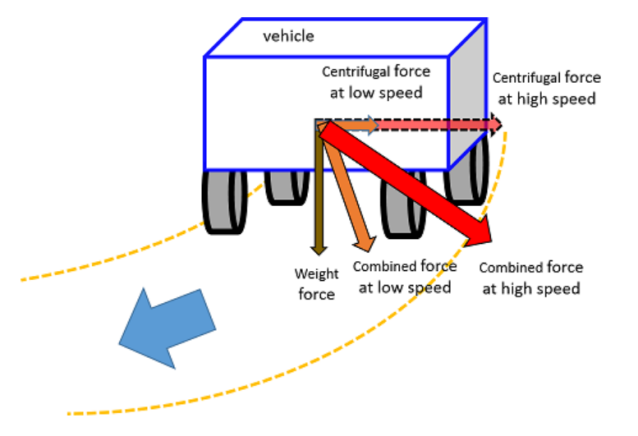 vehicle
Centrifugal force
at low speed
Centrifugal force
at high speed
Weight
force
Combined force
at low speed
Combined force
at high speed